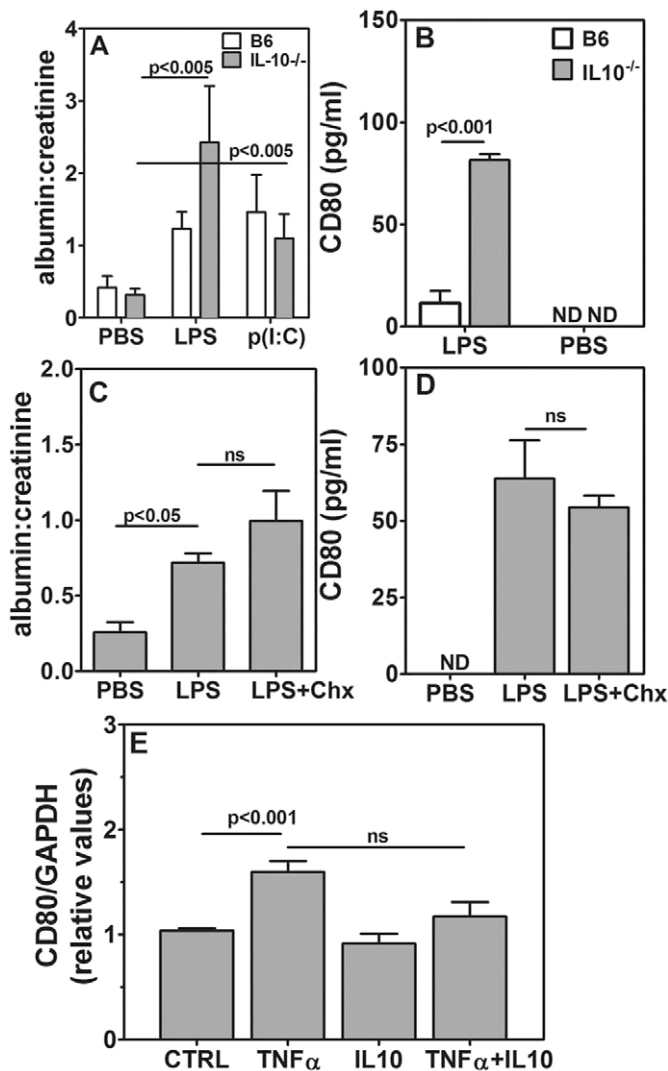 A
B6
IL-10-/-
p<0.005
p<0.005
albumin:creatinine
4
3
2
1
0
PBS LPS p(I:C)
B
B6
IL10-/-
p<0.001
CD80 (pg/ml)
150
100
50
0
ND ND
LPS PBS
C
ns
p<0.05
albumin:creatinine
2.0
1.5
1.0
0.5
0.0
PBS LPS LPS+Chx
D
ns
CD80 (pg/ml)
100
75
50
25
0
ND
PBS LPS LPS+Chx
E
p<0.001
ns
CD80/GAPDH
(relative values)
3
2
1
0
CTRL TNFα IL10 TNFα+IL10